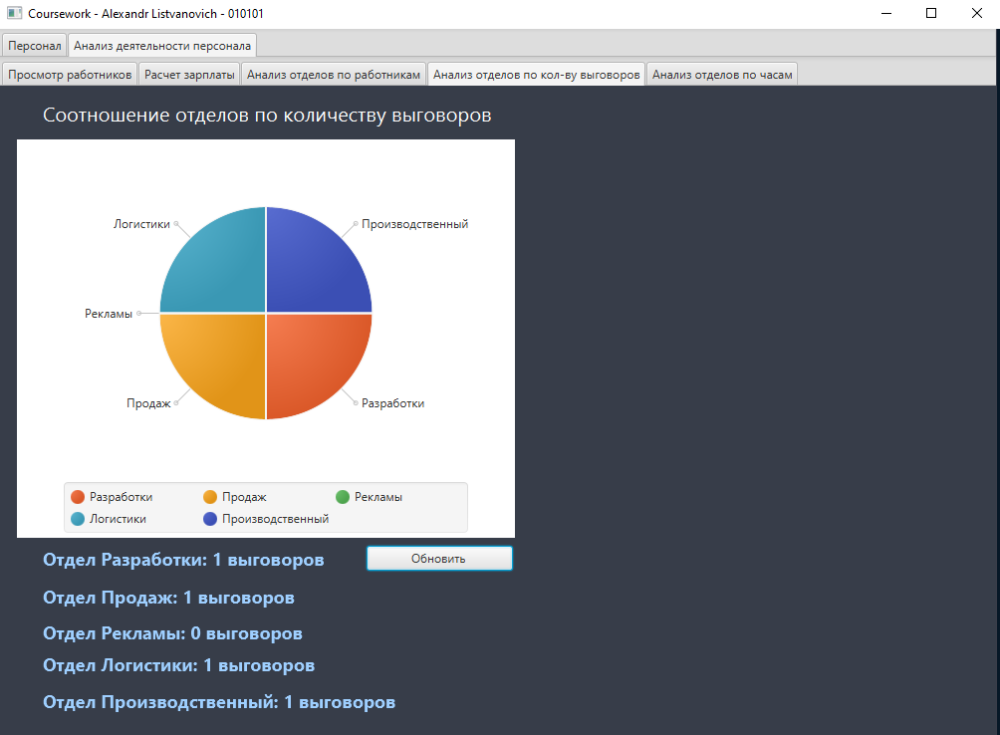 Coursework - Alexandr Listvanovich - 010101
Персонал Анализ деятельности персонала
Просмотр работников Расчет зарплаты Анализ отделов по работникам Анализ отделов по кол-ву выговоров Анализ отделов по часам
Соотношение отделов по количеству выговоров
Логистики Производственный
Рекламы
Продаж Разработки
Разработки Продаж Рекламы
Логистики Производственный
Отдел Разработки: 1 выговоров Обновить
Отдел Продаж: 1 выговоров
Отдел Рекламы: 0 выговоров
Отдел Логистики: 1 выговоров
Отдел Производственный: 1 выговоров